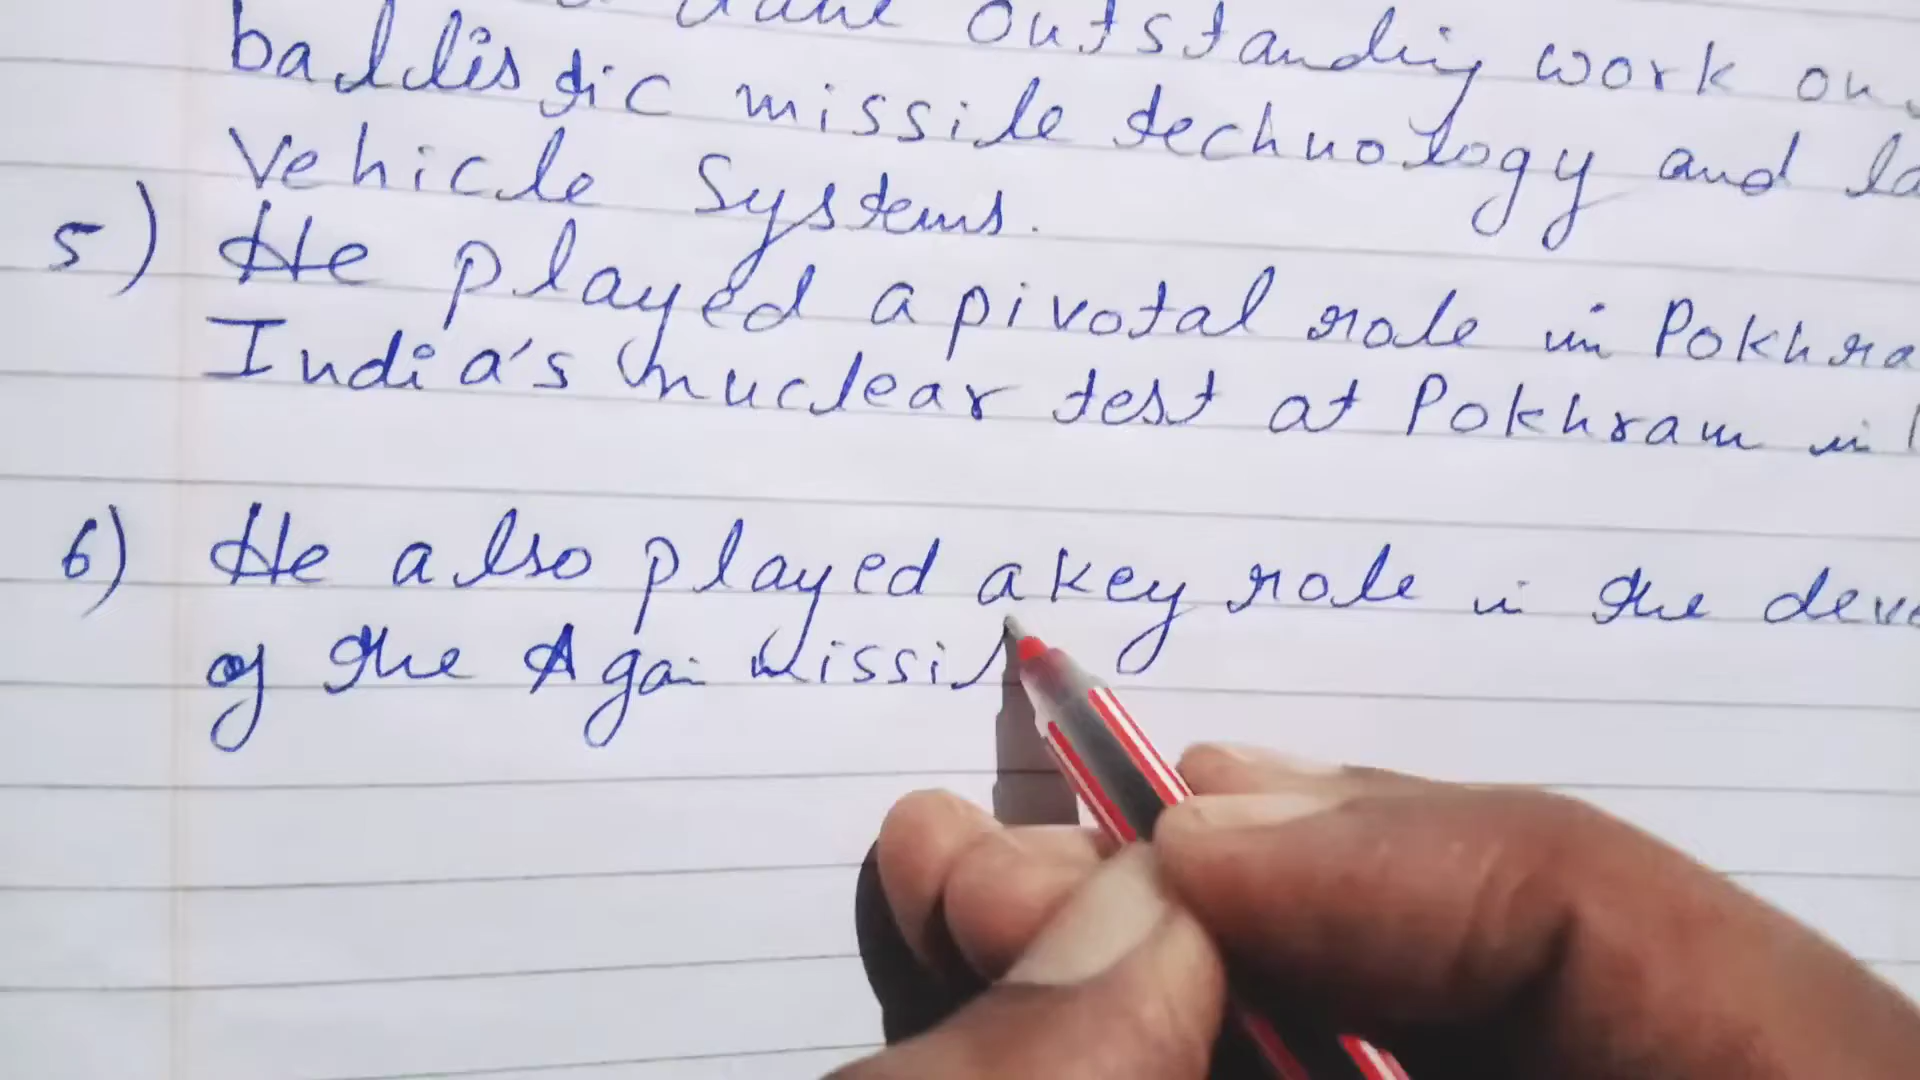 outstanding work on
ballistic missile technology and
Vehicle Systems.
5) He played a pivotal role in Pokhra
India's nuclear test at Pokhram in
6) He also played a key role in the deve
of the Agai missil